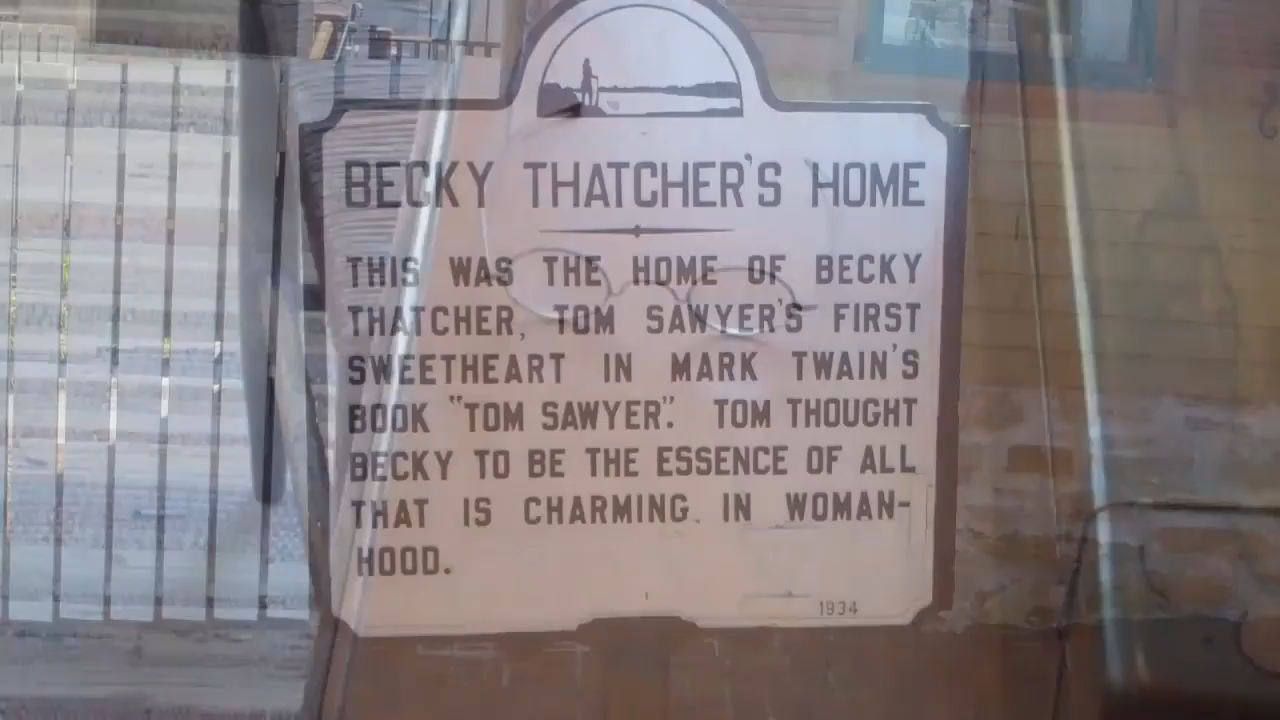 BECKY THATCHER'S HOME
THIS WAS THE HOME OF BECKY
THATCHER, TOM SAWYER'S FIRST
SWEETHEART IN MARK TWAIN'S
BOOK "TOM SAWYER". TOM THOUGHT
BECKY TO BE THE ESSENCE OF ALL
THAT IS CHARMING IN WOMAN-
HOOD.
1934